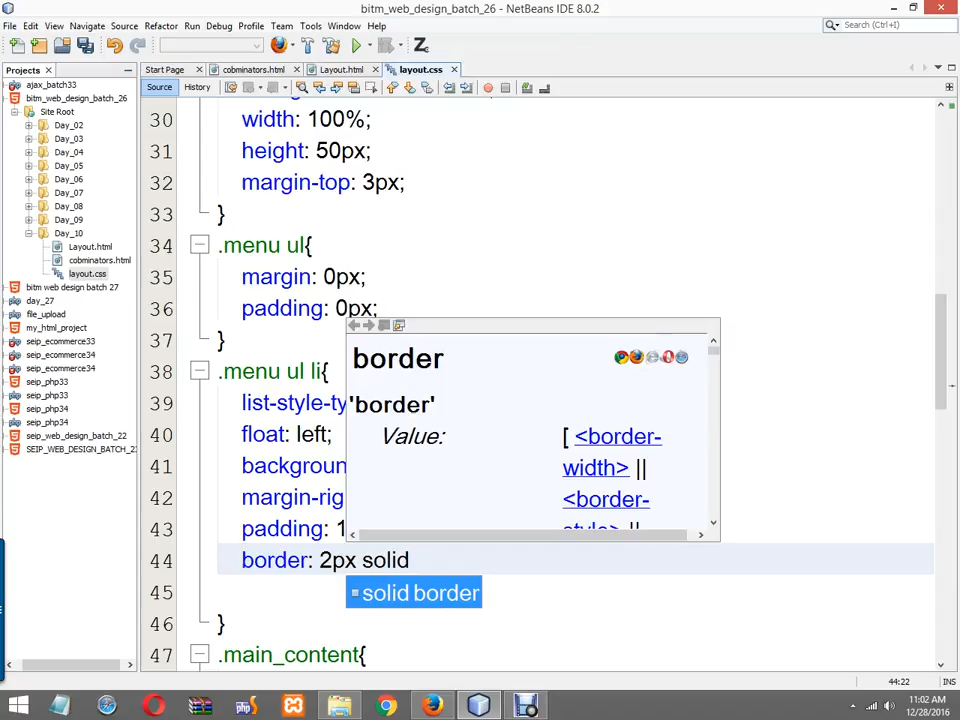 bitm_web_design_batch_26 - NetBeans IDE 8.0.2
File Edit View Navigate Source Refactor Run Debug Profile Team Tools Window Help
Search (Ctrl+I)
Projects
Start Page
cobminators.html
Layout.html
layout.css
Source History
ajax_batch33
bitm_web_design_batch_26
Site Root
Day_02
Day_03
Day_04
Day_05
Day_06
Day_07
Day_08
Day_09
Day_10
Layout.html
cobminators.html
layout.css
bitm web design batch 27
day_27
file_upload
my_html_project
seip_ecommerce33
seip_ecommerce34
seip_ecommerce34
seip_php33
seip_php33
seip_php34
seip_php34
seip_web_design_batch_22
SEIP_WEB_DESIGN_BATCH_23
30 width: 100%;
31 height: 50px;
32 margin-top: 3px;
33 }
34 .menu ul{
35 margin: 0px;
36 padding: 0px;
37 }
38 .menu ul li{
39 list-style-ty
40 float: left;
41 backgroun
42 margin-rig
43 padding: 1
44 border: 2px solid
45
46 }
47 .main_content{
border
'border'
Value: [ <border-
width> ||
<border-
style> ||
solid border
44:22 INS
11:02 AM
12/28/2016